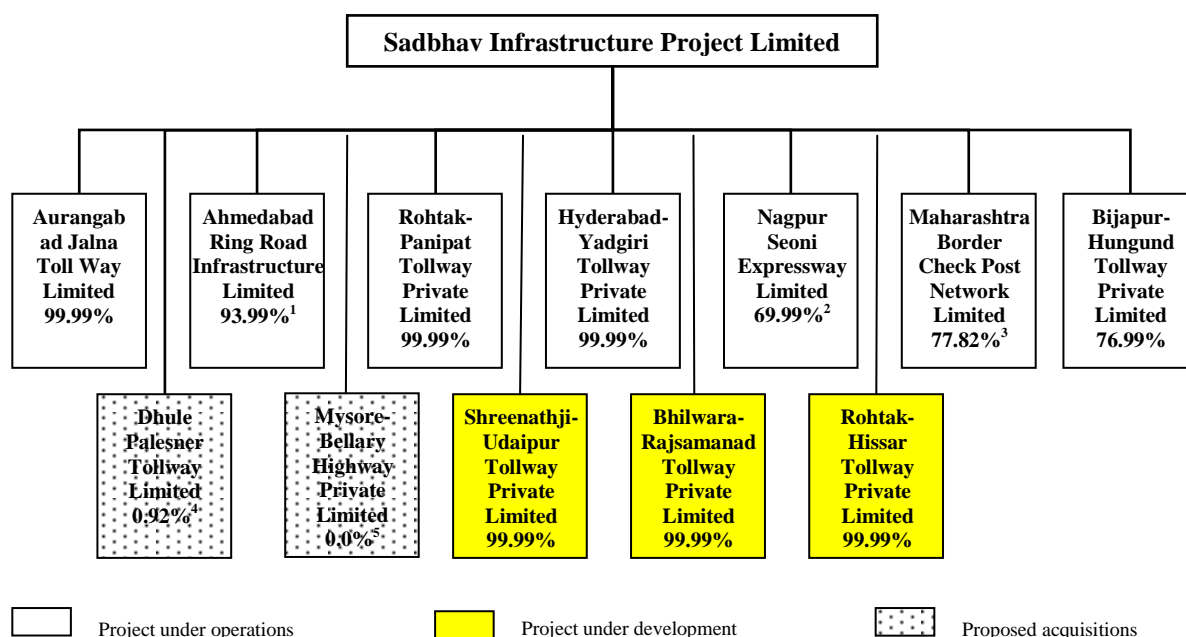 Sadbhav Infrastructure Project Limited
Aurangab
ad Jalna
Toll Way
Limited
99.99%
Ahmedabad
Ring Road
Infrastructure
Limited
93.99%1
Rohtak-
Panipat
Tollway
Private
Limited
99.99%
Hyderabad-
Yadgiri
Tollway
Private
Limited
99.99%
Nagpur
Seoni
Expressway
Limited
69.99%2
Maharashtra
Border
Check Post
Network
Limited
77.82%3
Bijapur-
Hungund
Tollway
Private
Limited
76.99%
Dhule
Palesner
Tollway
Limited
0.92%4
Mysore-
Bellary
Highway
Private
Limited
0.0%5
Shreenathji-
Udaipur
Tollway
Private
Limited
99.99%
Bhilwara-
Rajsamanad
Tollway
Private
Limited
99.99%
Rohtak-
Hissar
Tollway
Private
Limited
99.99%
Project under operations
Project under development
Proposed acquisitions